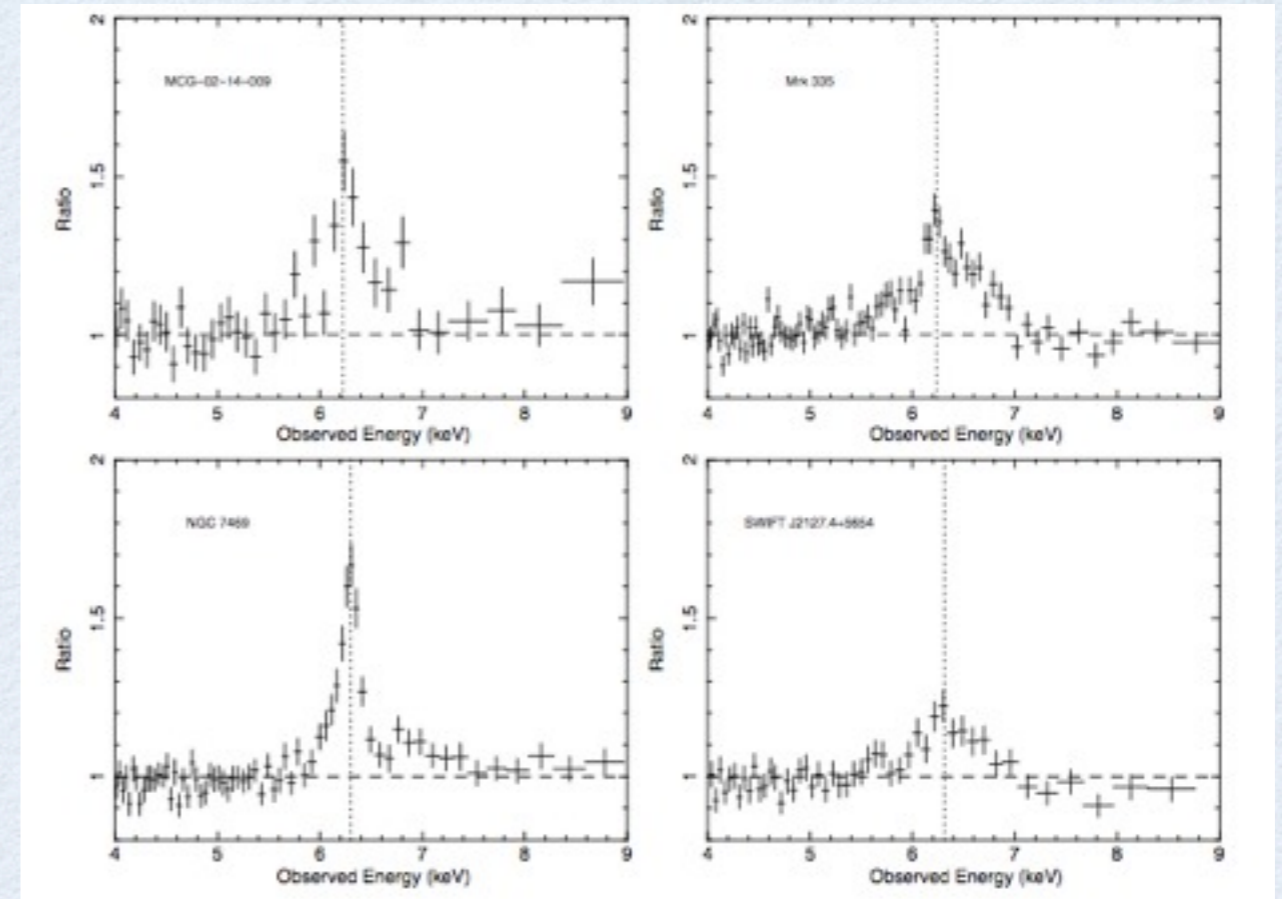 MCG-02-14-009
Ratio
2
1.5
1
4 5 6 7 8 9
Observed Energy (keV)
Mrk 335
Ratio
2
1.5
1
4 5 6 7 8 9
Observed Energy (keV)
NGC 7469
Ratio
2
1.5
1
4 5 6 7 8 9
Observed Energy (keV)
SWIFT J2127.4+5654
Ratio
2
1.5
1
4 5 6 7 8 9
Observed Energy (keV)